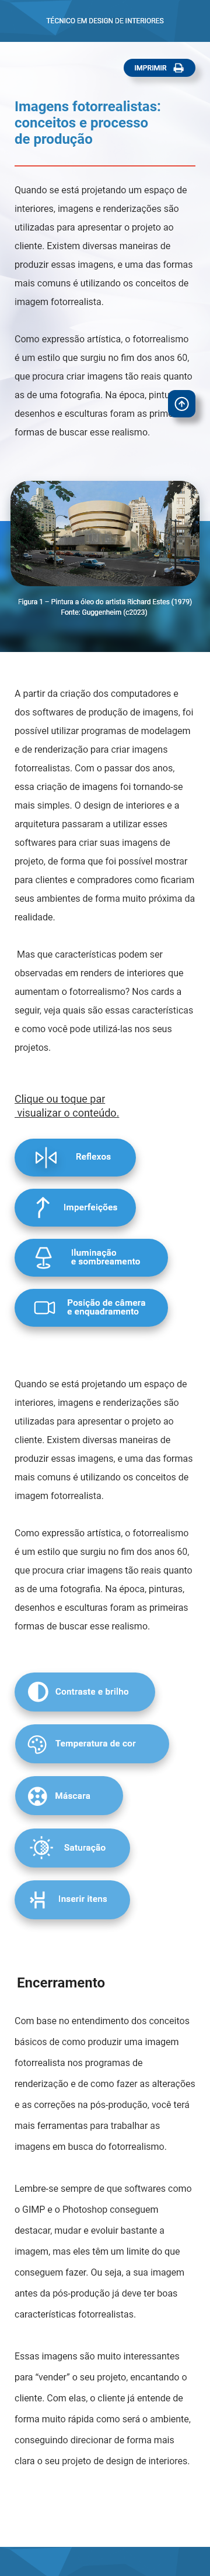 TÉCNICO EM DESIGN DE INTERIORES
IMPRIMIR
Imagens fotorrealistas:
conceitos e processo
de produção
Quando se está projetando um espaço de
interiores, imagens e renderizações são
utilizadas para apresentar o projeto ao
cliente. Existem diversas maneiras de
produzir essas imagens, e uma das formas
mais comuns é utilizando os conceitos de
imagem fotorrealista.
Como expressão artística, o fotorrealismo
é um estilo que surgiu no fim dos anos 60,
que procura criar imagens tão reais quanto
as de uma fotografia. Na época, pintu
desenhos e esculturas foram as prim
formas de buscar esse realismo.
Figura 1 – Pintura a óleo do artista Richard Estes (1979)
Fonte: Guggenheim (c2023)
A partir da criação dos computadores e
dos softwares de produção de imagens, foi
possível utilizar programas de modelagem
e de renderização para criar imagens
fotorrealistas. Com o passar dos anos,
essa criação de imagens foi tornando-se
mais simples. O design de interiores e a
arquitetura passaram a utilizar esses
softwares para criar suas imagens de
projeto, de forma que foi possível mostrar
para clientes e compradores como ficariam
seus ambientes de forma muito próxima da
realidade.
Mas que características podem ser
observadas em renders de interiores que
aumentam o fotorrealismo? Nos cards a
seguir, veja quais são essas características
e como você pode utilizá-las nos seus
projetos.
Clique ou toque par
visualizar o conteúdo.
Reflexos
Imperfeições
Iluminação
e sombreamento
Posição de câmera
e enquadramento
Quando se está projetando um espaço de
interiores, imagens e renderizações são
utilizadas para apresentar o projeto ao
cliente. Existem diversas maneiras de
produzir essas imagens, e uma das formas
mais comuns é utilizando os conceitos de
imagem fotorrealista.
Como expressão artística, o fotorrealismo
é um estilo que surgiu no fim dos anos 60,
que procura criar imagens tão reais quanto
as de uma fotografia. Na época, pinturas,
desenhos e esculturas foram as primeiras
formas de buscar esse realismo.
Contraste e brilho
Temperatura de cor
Máscara
Saturação
Inserir itens
Encerramento
Com base no entendimento dos conceitos
básicos de como produzir uma imagem
fotorrealista nos programas de
renderização e de como fazer as alterações
e as correções na pós-produção, você terá
mais ferramentas para trabalhar as
imagens em busca do fotorrealismo.
Lembre-se sempre de que softwares como
o GIMP e o Photoshop conseguem
destacar, mudar e evoluir bastante a
imagem, mas eles têm um limite do que
conseguem fazer. Ou seja, a sua imagem
antes da pós-produção já deve ter boas
características fotorrealistas.
Essas imagens são muito interessantes
para “vender” o seu projeto, encantando o
cliente. Com elas, o cliente já entende de
forma muito rápida como será o ambiente,
conseguindo direcionar de forma mais
clara o seu projeto de design de interiores.